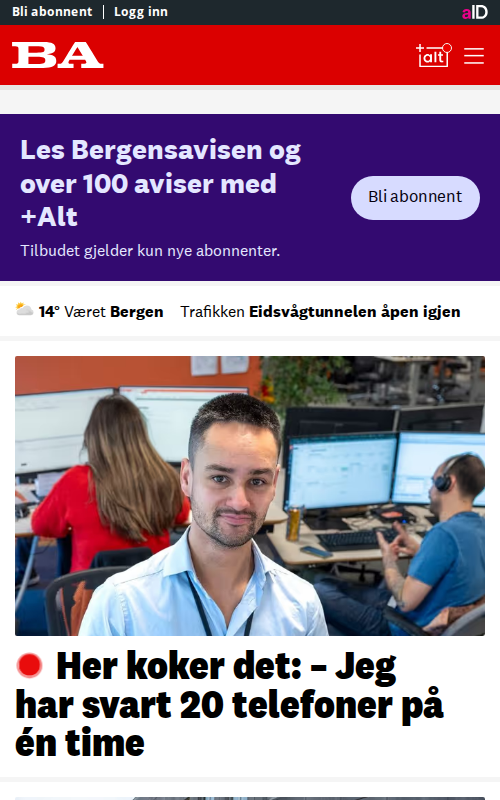 Bli abonnent | Logg inn
aID
BA
+alt
Les Bergensavisen og
over 100 aviser med
+Alt
Tilbudet gjelder kun nye abonnenter.
Bli abonnent
14° Været Bergen Trafikken Eidsvågtunnelen åpen igjen
Her koker det: – Jeg
har svart 20 telefoner på
én time